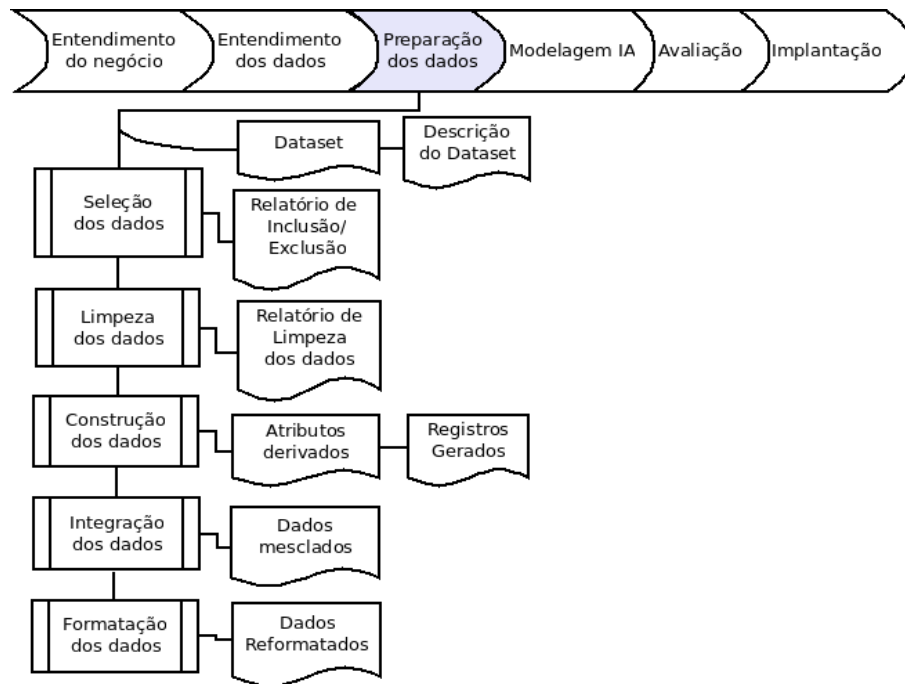 Entendimento
do negócio
Entendimento
dos dados
Preparação
dos dados
Modelagem IA
Avaliação
Implantação
Dataset
Descrição
do Dataset
Seleção
dos dados
Relatório de
Inclusão/
Exclusão
Limpeza
dos dados
Relatório de
Limpeza
dos dados
Construção
dos dados
Atributos
derivados
Registros
Gerados
Integração
dos dados
Dados
mesclados
Formatação
dos dados
Dados
Reformatados